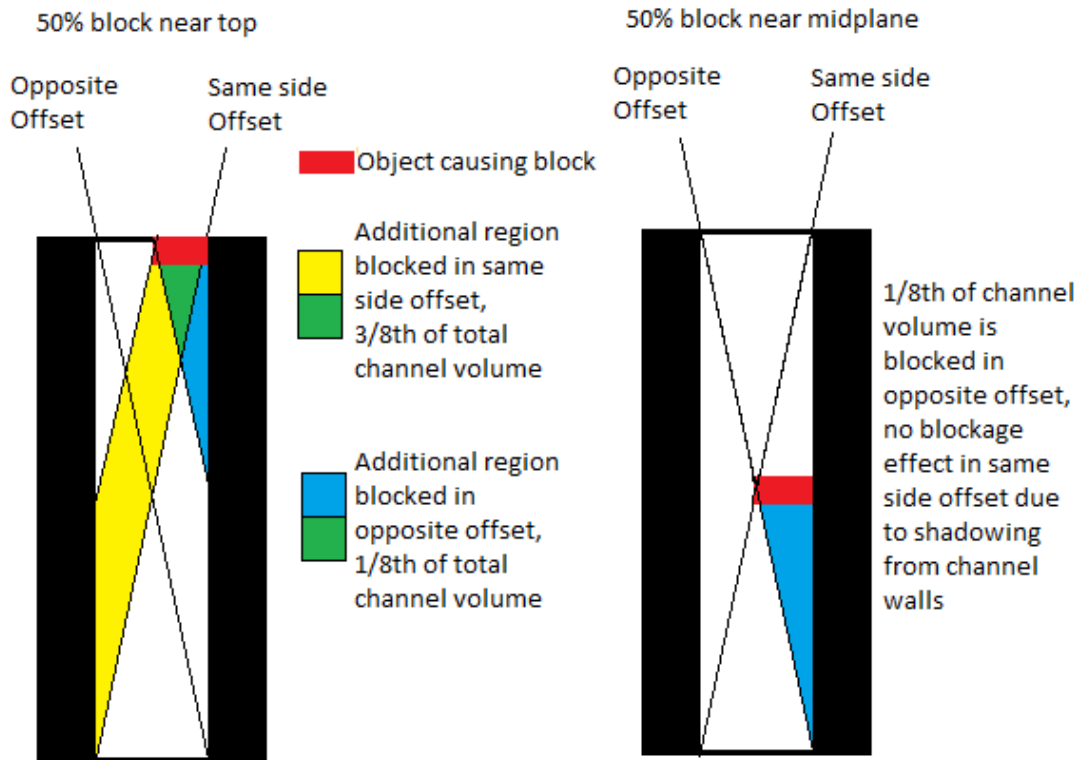 50% block near top
Opposite
Offset
Same side
Offset
Object causing block
Additional region
blocked in same
side offset,
3/8th of total
channel volume
Additional region
blocked in
opposite offset,
1/8th of total
channel volume
50% block near midplane
Opposite
Offset
Same side
Offset
1/8th of channel
volume is
blocked in
opposite offset,
no blockage
effect in same
side offset due
to shadowing
from channel
walls